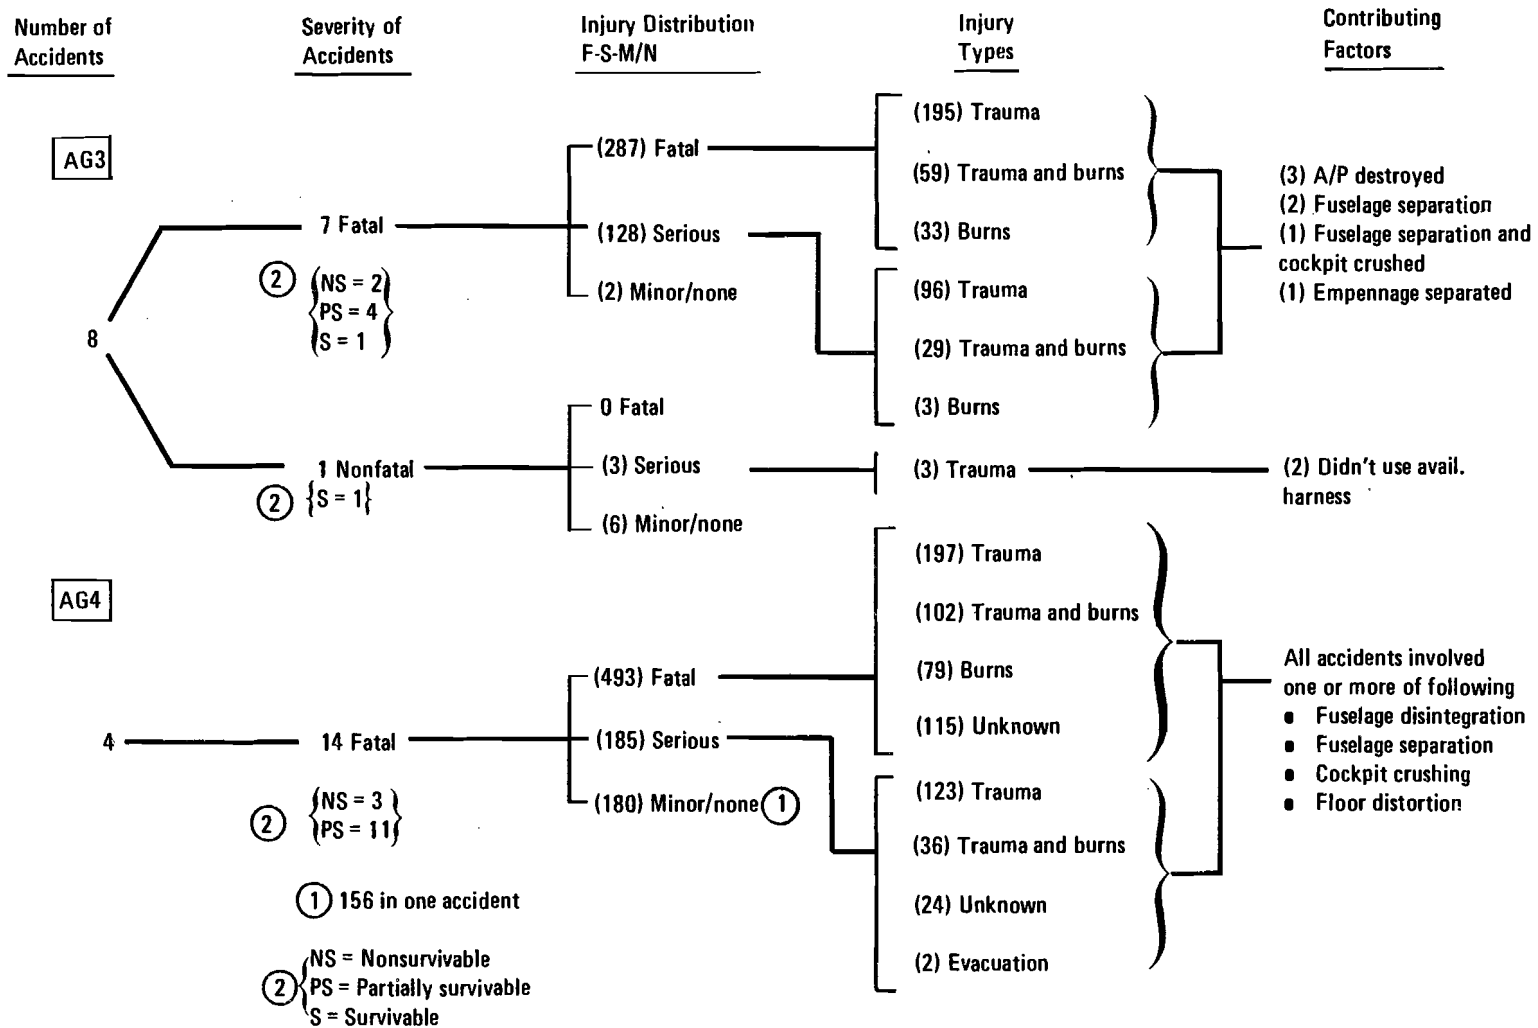 Number of Accidents
Severity of Accidents
Injury Distribution F-S-M/N
Injury Types
Contributing Factors
AG3
8
7 Fatal
② {NS = 2
PS = 4
S = 1}
(287) Fatal
(128) Serious
(2) Minor/none
(195) Trauma
(59) Trauma and burns
(33) Burns
(96) Trauma
(29) Trauma and burns
(3) Burns
(3) A/P destroyed
(2) Fuselage separation
(1) Fuselage separation and
cockpit crushed
(1) Empennage separated
1 Nonfatal
② {S = 1}
0 Fatal
(3) Serious
(6) Minor/none
(3) Trauma
(2) Didn't use avail.
harness
AG4
4
14 Fatal
② {NS = 3
PS = 11}
(493) Fatal
(185) Serious
(180) Minor/none ①
(197) Trauma
(102) Trauma and burns
(79) Burns
(115) Unknown
(123) Trauma
(36) Trauma and burns
(24) Unknown
(2) Evacuation
All accidents involved
one or more of following
• Fuselage disintegration
• Fuselage separation
• Cockpit crushing
• Floor distortion
① 156 in one accident
② {NS = Nonsurvivable
PS = Partially survivable
S = Survivable